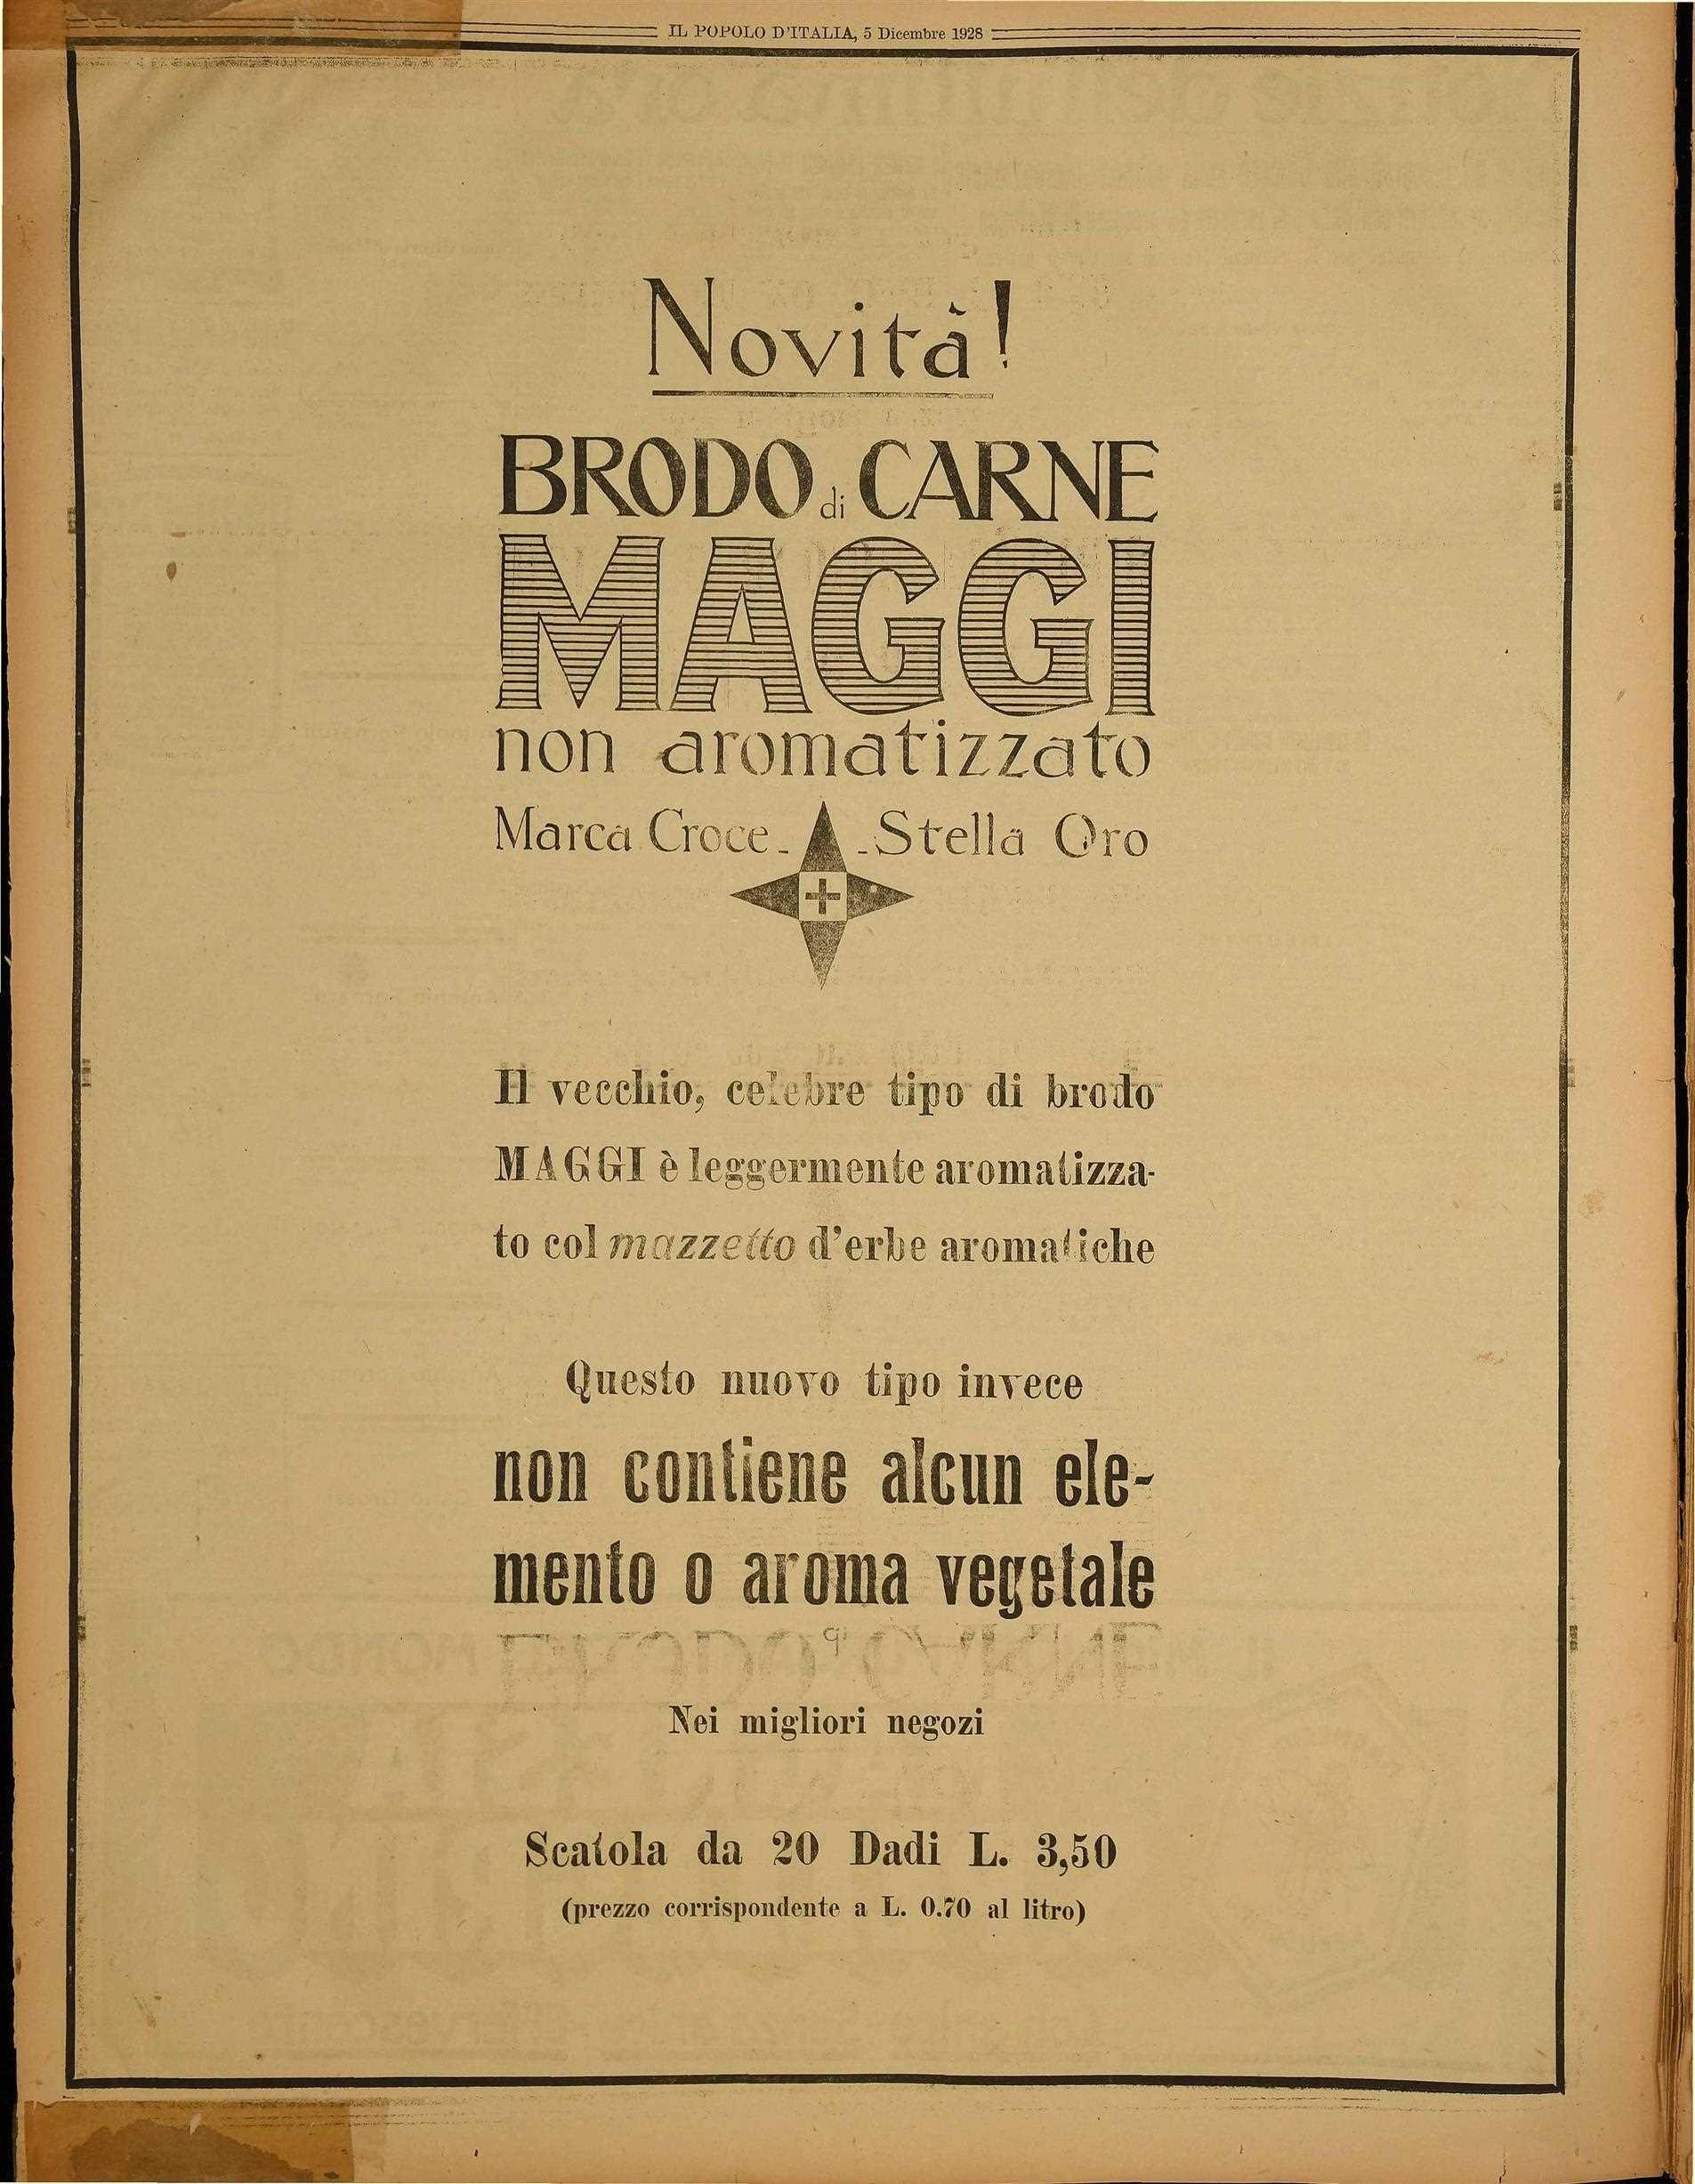 IL POPOLO D'ITALIA, 5 Dicembre 1928
Novità!
BRODO di CARNE
MAGGI
non aromatizzato
Marca Croce - - Stella Oro
Il vecchio, celebre tipo di brodo
MAGGI è leggermente aromatizza-
to col mazzetto d'erbe aromatiche
Questo nuovo tipo invece
non contiene alcun ele-
mento o aroma vegetale
Nei migliori negozi
Scatola da 20 Dadi L. 3,50
(prezzo corrispondente a L. 0.70 al litro)